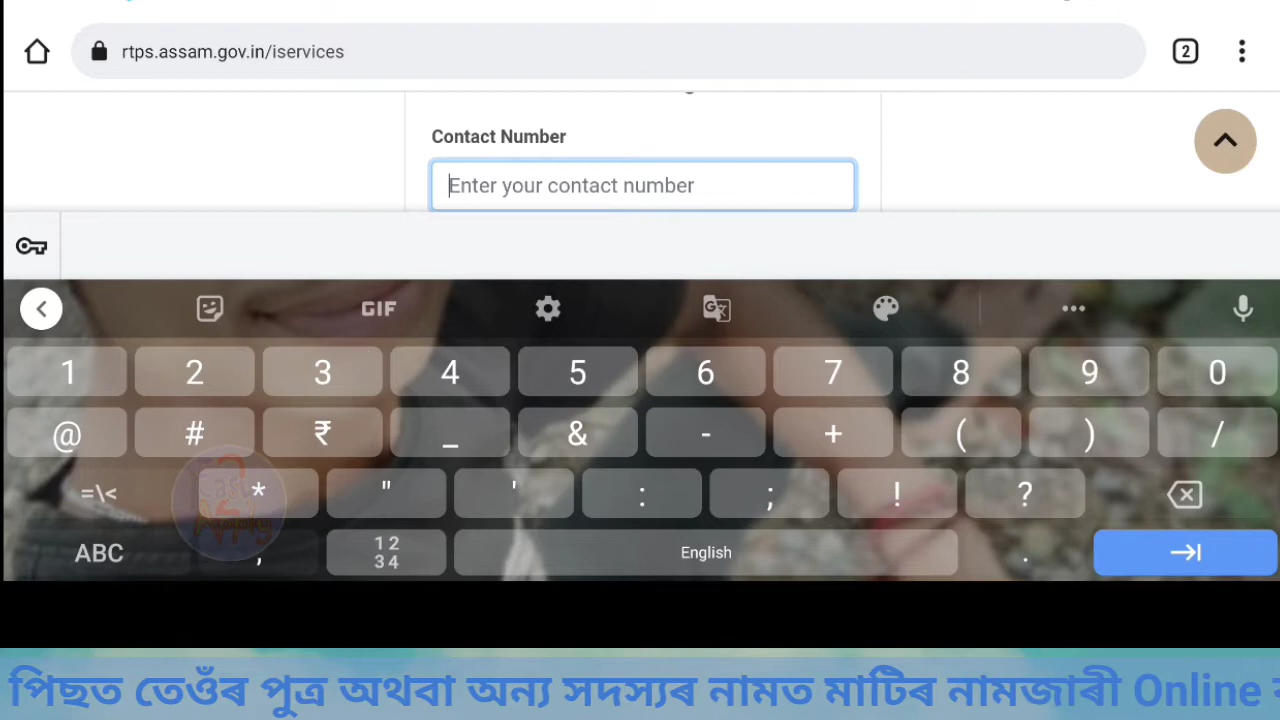 rtps.assam.gov.in/iservices
2
Contact Number
Enter your contact number
GIF
1 2 3 4 5 6 7 8 9 0
@ # ₹ _ & - + ( ) /
=\< * " ' : ; ! ?
ABC , 12 34 English .
পিছত তেওঁৰ পুত্ৰ অথবা অন্য সদস্যৰ নামত মাটিৰ নামজাৰী Online